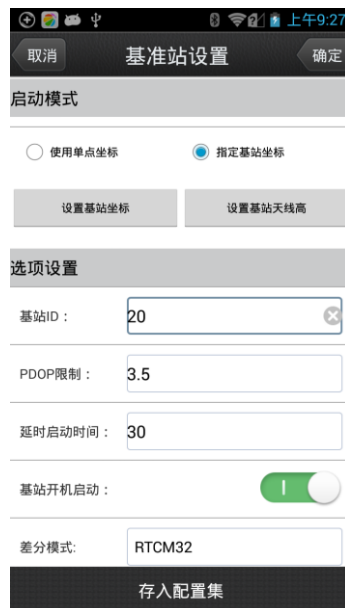 上午9:27
取消 基准站设置 确定
启动模式
使用单点坐标 指定基站坐标
设置基站坐标 设置基站天线高
选项设置
基站ID： 20
PDOP限制： 3.5
延时启动时间： 30
基站开机启动：
差分模式: RTCM32
存入配置集